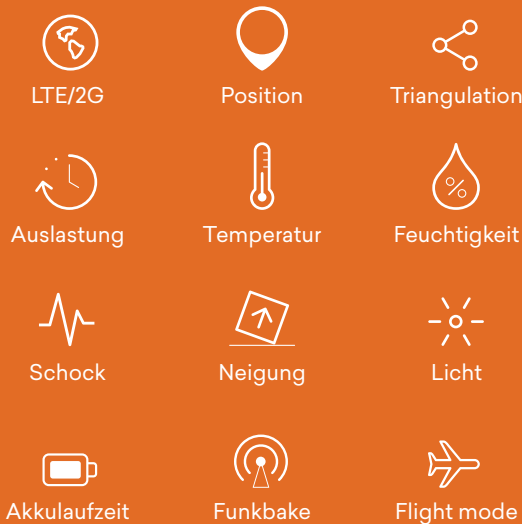 LTE/2G
Position
Triangulation
Auslastung
Temperatur
%
Feuchtigkeit
Schock
Neigung
Licht
Akkulaufzeit
Funkbake
Flight mode